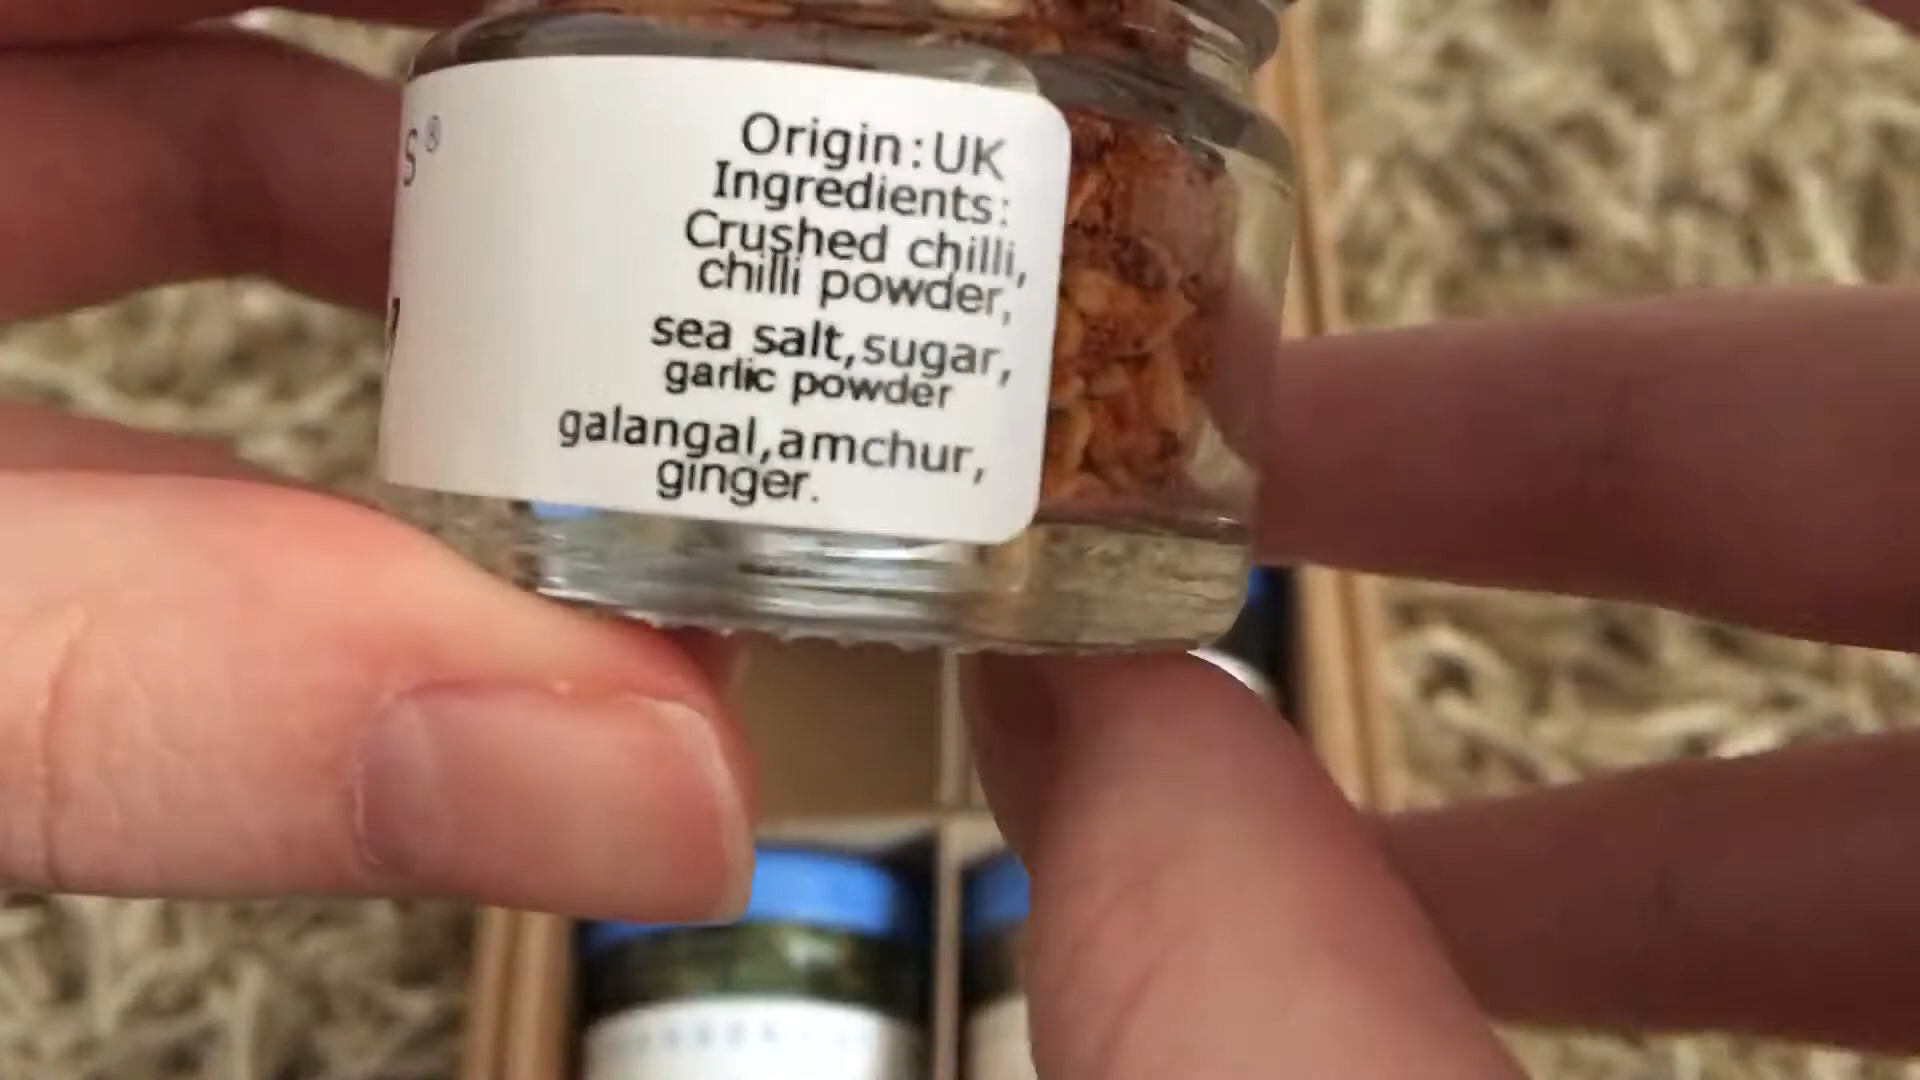 S®
Origin:UK
Ingredients:
Crushed chilli,
chilli powder,
sea salt,sugar,
garlic powder
galangal,amchur,
ginger.